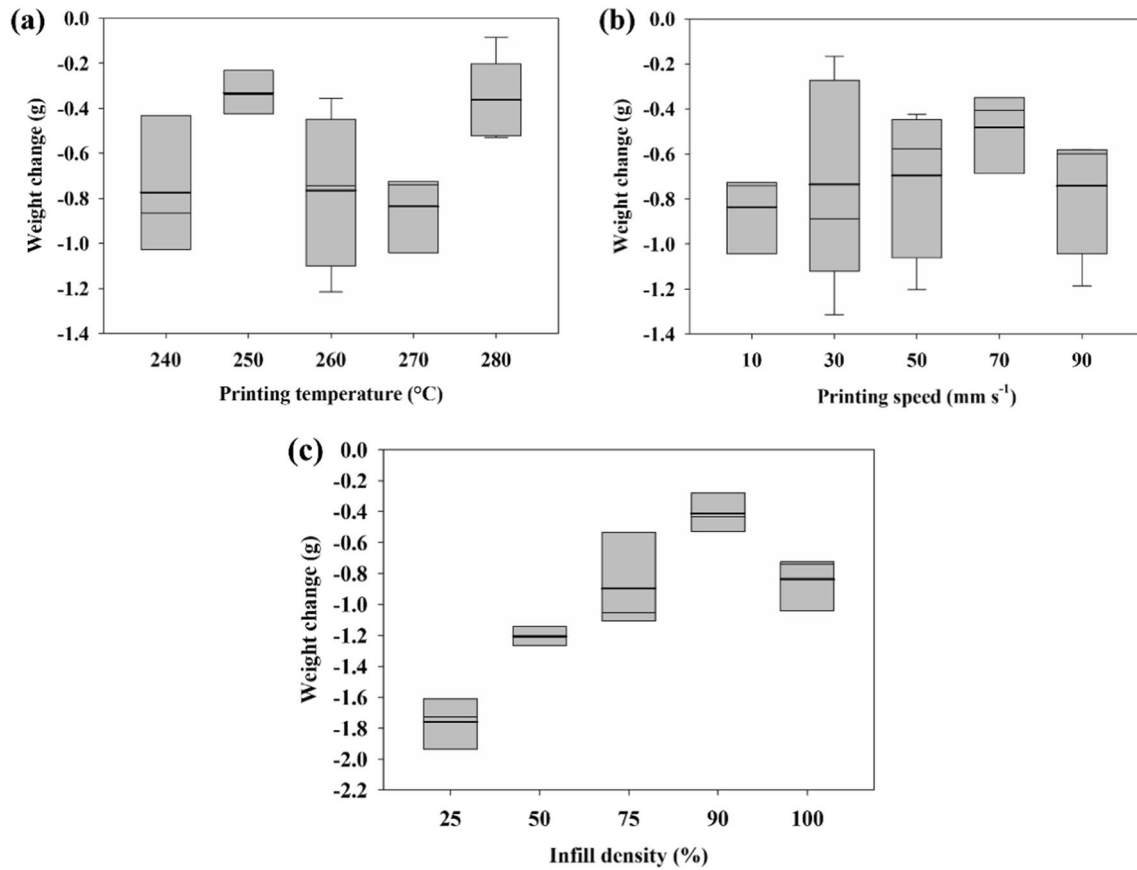 (a)
0.0
-0.2
-0.4
-0.6
-0.8
-1.0
-1.2
-1.4
Weight change (g)
240 250 260 270 280
Printing temperature (°C)
(b)
0.0
-0.2
-0.4
-0.6
-0.8
-1.0
-1.2
-1.4
Weight change (g)
10 30 50 70 90
Printing speed (mm s⁻¹)
(c)
0.0
-0.2
-0.4
-0.6
-0.8
-1.0
-1.2
-1.4
-1.6
-1.8
-2.0
-2.2
Weight change (g)
25 50 75 90 100
Infill density (%)